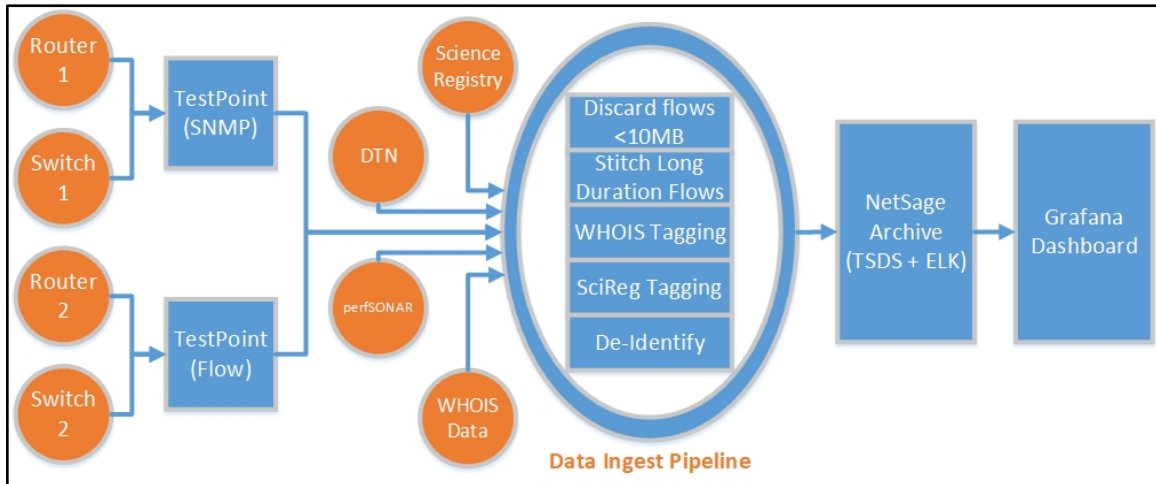 Router
1
Switch
1
Router
2
Switch
2
TestPoint
(SNMP)
TestPoint
(Flow)
Science
Registry
DTN
perfSONAR
WHOIS
Data
Discard flows
<10MB
Stitch Long
Duration Flows
WHOIS Tagging
SciReg Tagging
De-Identify
Data Ingest Pipeline
NetSage
Archive
(TSDS + ELK)
Grafana
Dashboard